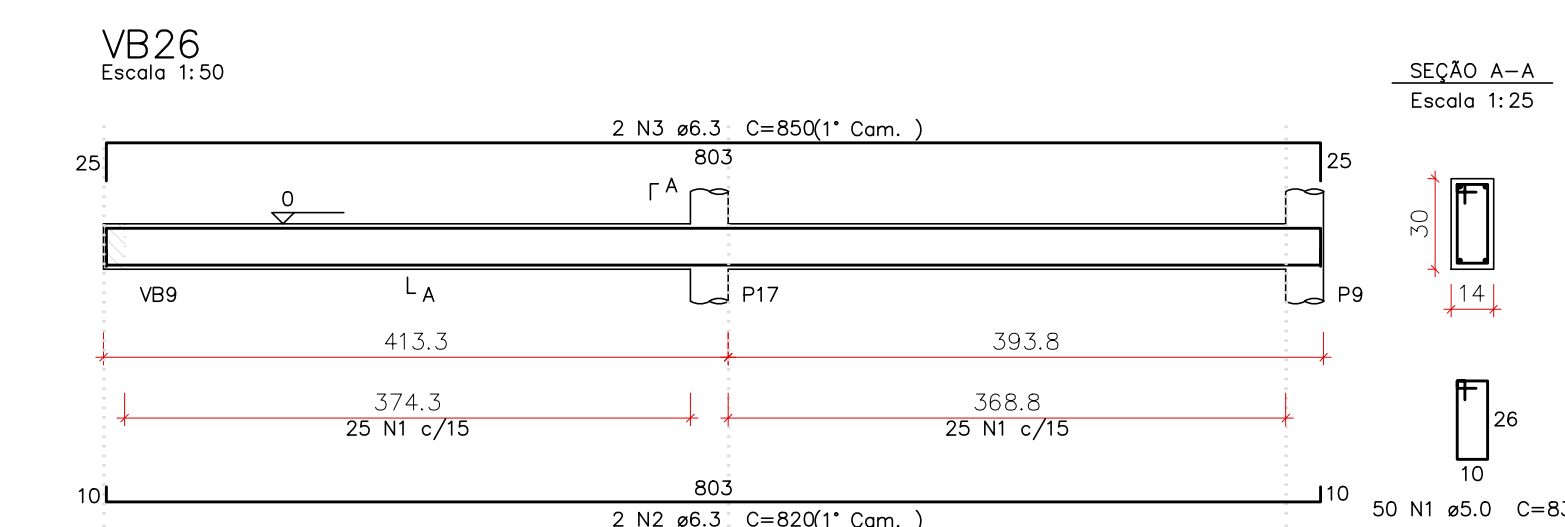 VB26
Escala 1:50
SEÇÃO A-A
Escala 1:25
2 N3 ø6.3 C=850(1° Cam. )
25
803
25
A
0
30
14
VB9
A
P17
P9
413.3
393.8
374.3
368.8
25 N1 c/15
25 N1 c/15
26
10
803
10
10
50 N1 ø5.0
2 N2 ø6.3 C=820(1° Cam. )